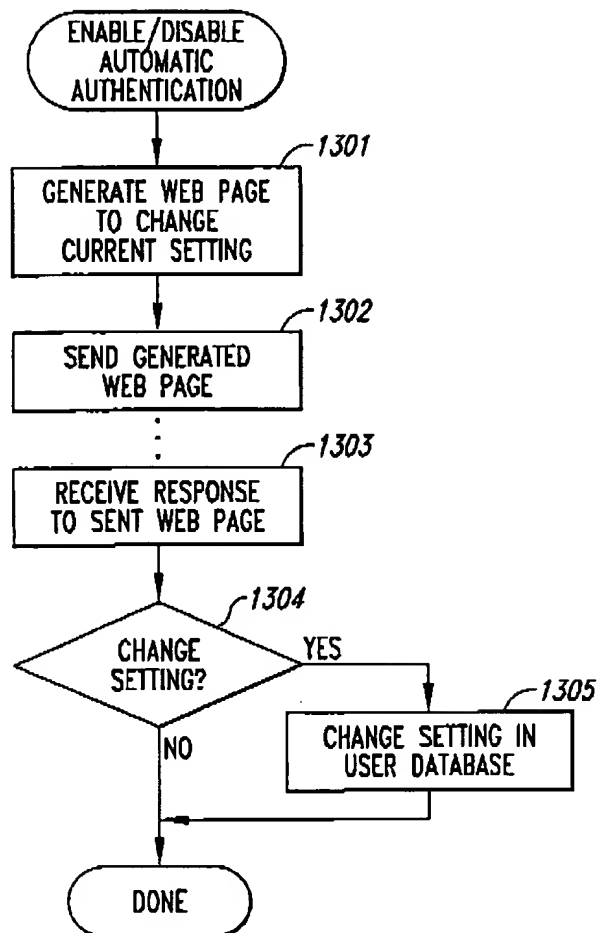 ENABLE/DISABLE
AUTOMATIC
AUTHENTICATION
1301
GENERATE WEB PAGE
TO CHANGE
CURRENT SETTING
1302
SEND GENERATED
WEB PAGE
1303
RECEIVE RESPONSE
TO SENT WEB PAGE
1304
CHANGE
SETTING?
YES
1305
CHANGE SETTING IN
USER DATABASE
NO
DONE